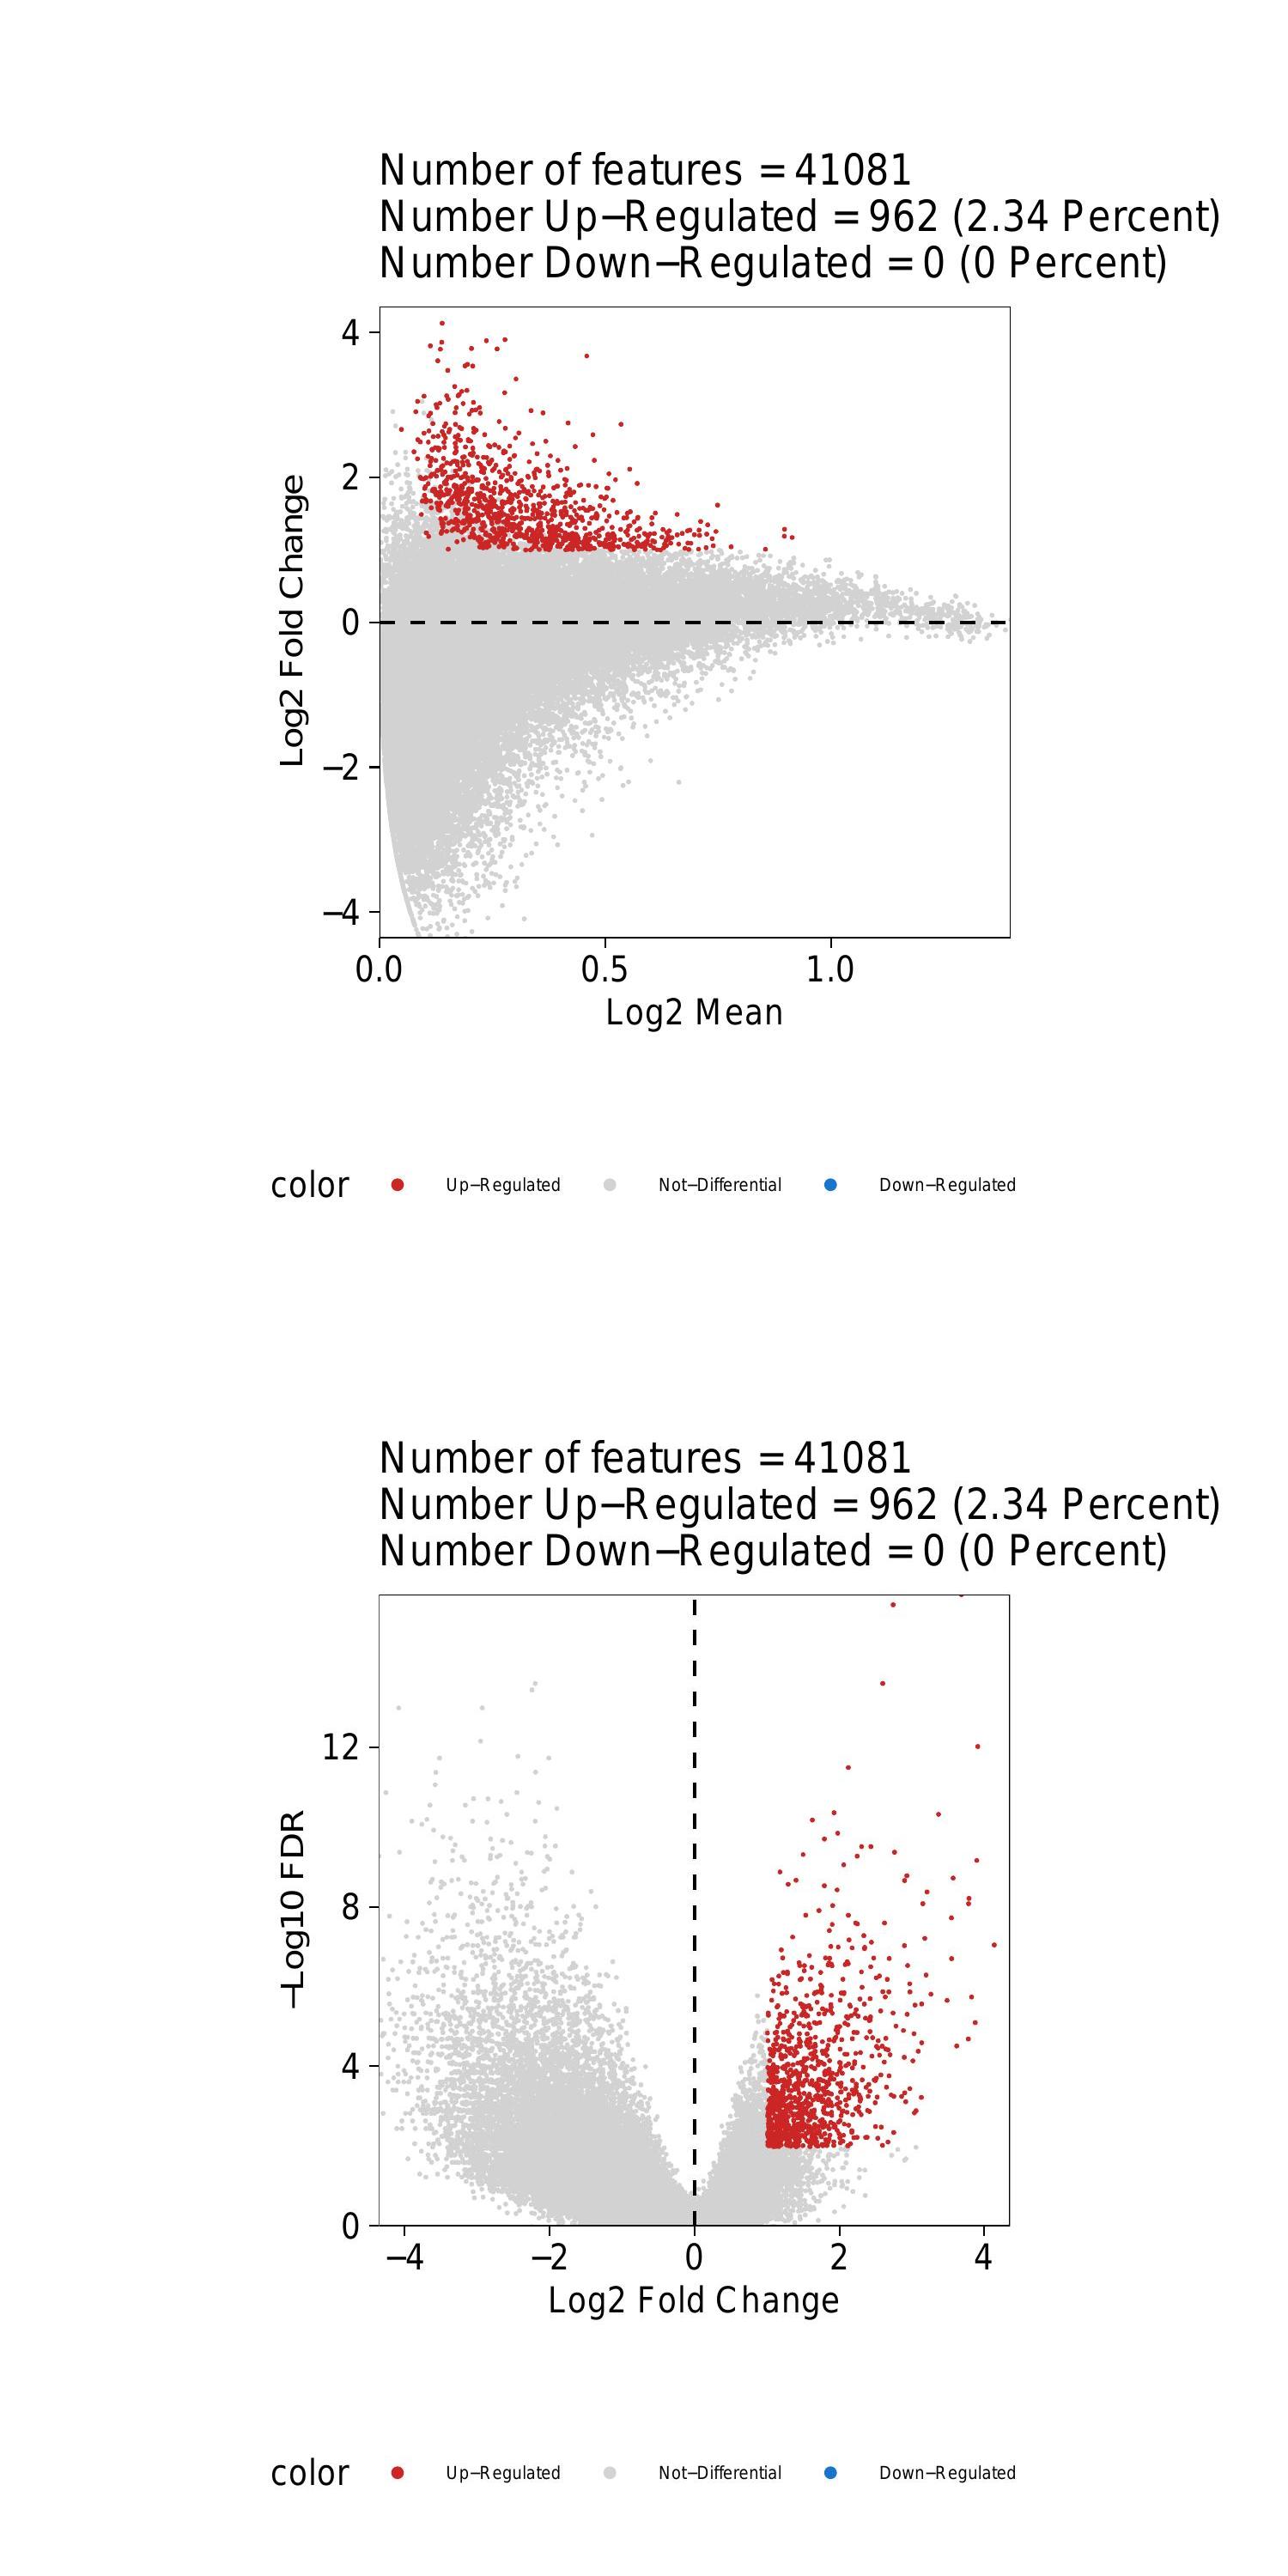 Number of features = 41081
Number Up−Regulated = 962 (2.34 Percent)
Number Down−Regulated = 0 (0 Percent)
4
2
0
−2
−4
Log2 Fold Change
0.0 0.5 1.0
Log2 Mean
color Up−Regulated Not−Differential Down−Regulated
Number of features = 41081
Number Up−Regulated = 962 (2.34 Percent)
Number Down−Regulated = 0 (0 Percent)
12
8
4
0
−Log10 FDR
−4 −2 0 2 4
Log2 Fold Change
color Up−Regulated Not−Differential Down−Regulated